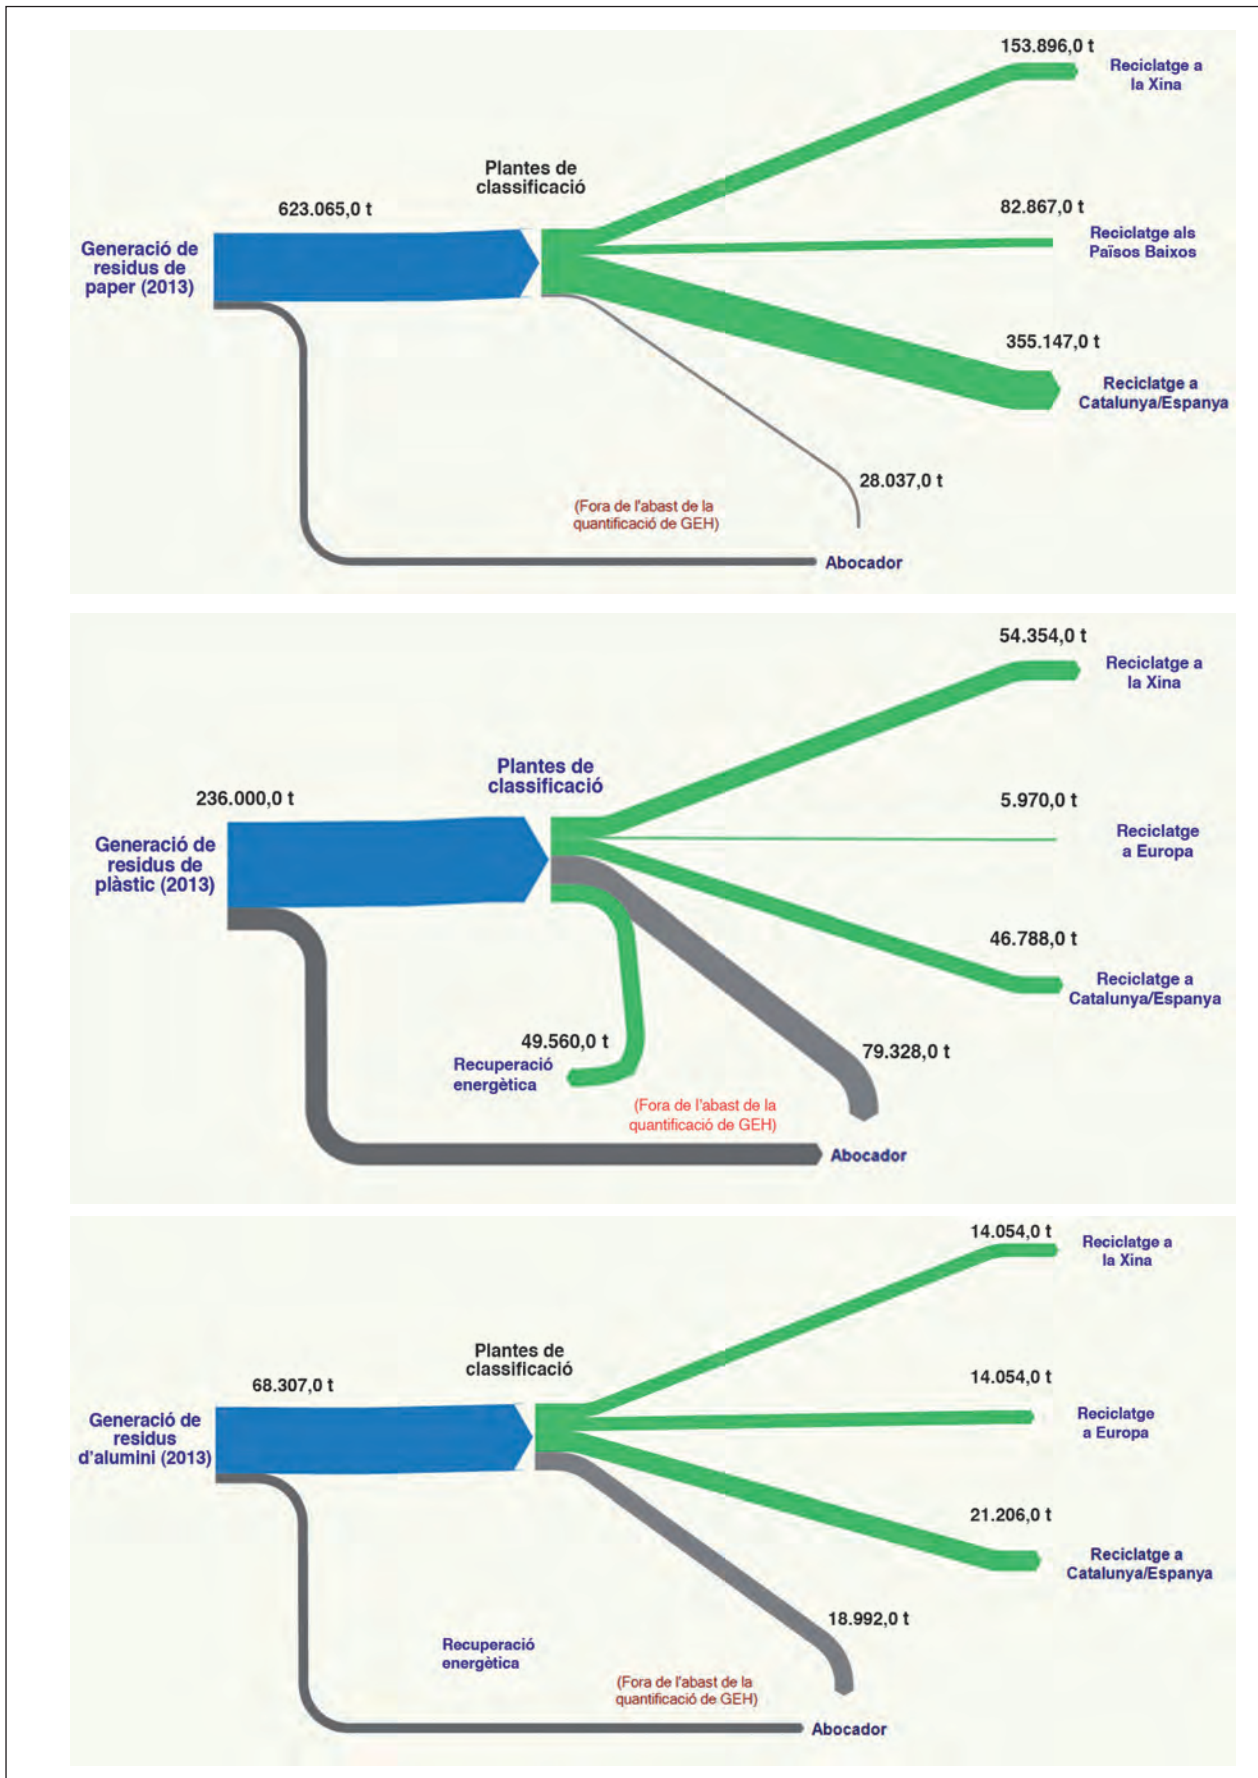 153.896,0 t
Reciclatge a
la Xina
Plantes de
classificació
623.065,0 t
82.867,0 t
Generació de
residus de
paper (2013)
Reciclatge als
Països Baixos
355.147,0 t
Reciclatge a
Catalunya/Espanya
28.037,0 t
(Fora de l'abast de la
quantificació de GEH)
Abocador
54.354,0 t
Reciclatge a
la Xina
Plantes de
classificació
236.000,0 t
5.970,0 t
Generació de
residus de
plàstic (2013)
Reciclatge
a Europa
46.788,0 t
Reciclatge a
Catalunya/Espanya
49.560,0 t
79.328,0 t
Recuperació
energètica
(Fora de l'abast de la
quantificació de GEH)
Abocador
14.054,0 t
Reciclatge a
la Xina
Plantes de
classificació
68.307,0 t
14.054,0 t
Generació de
residus
d'alumini (2013)
Reciclatge
a Europa
21.206,0 t
Reciclatge a
Catalunya/Espanya
18.992,0 t
Recuperació
energètica
(Fora de l'abast de la
quantificació de GEH)
Abocador